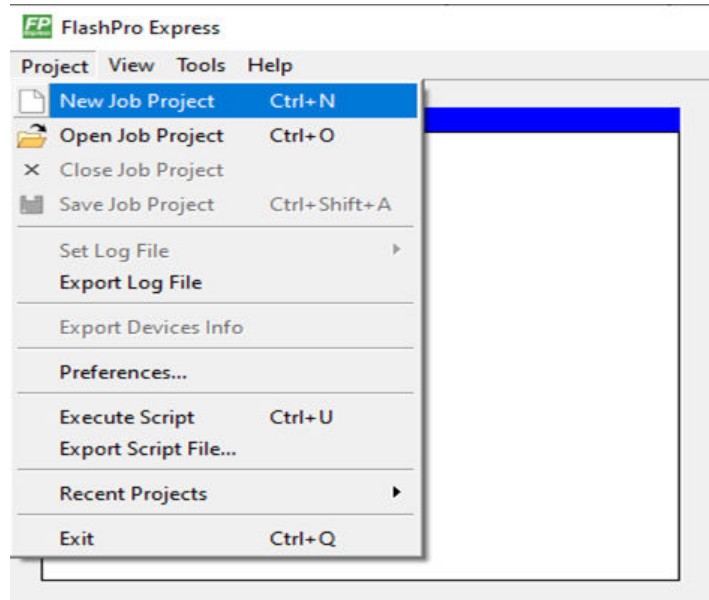 FP Express FlashPro Express
Project View Tools Help
New Job Project Ctrl+N
Open Job Project Ctrl+O
Close Job Project
Save Job Project Ctrl+Shift+A
Set Log File
Export Log File
Export Devices Info
Preferences...
Execute Script Ctrl+U
Export Script File...
Recent Projects
Exit Ctrl+Q